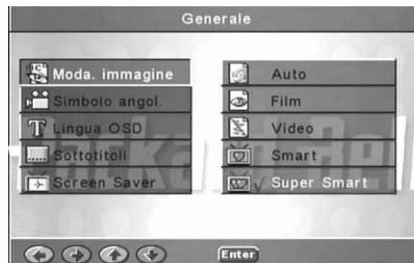 Generale
Moda. immagine
Simbolo angol.
Lingua OSD
Sottotitoli
Screen Saver
Auto
Film
Video
Smart
Super Smart
Enter